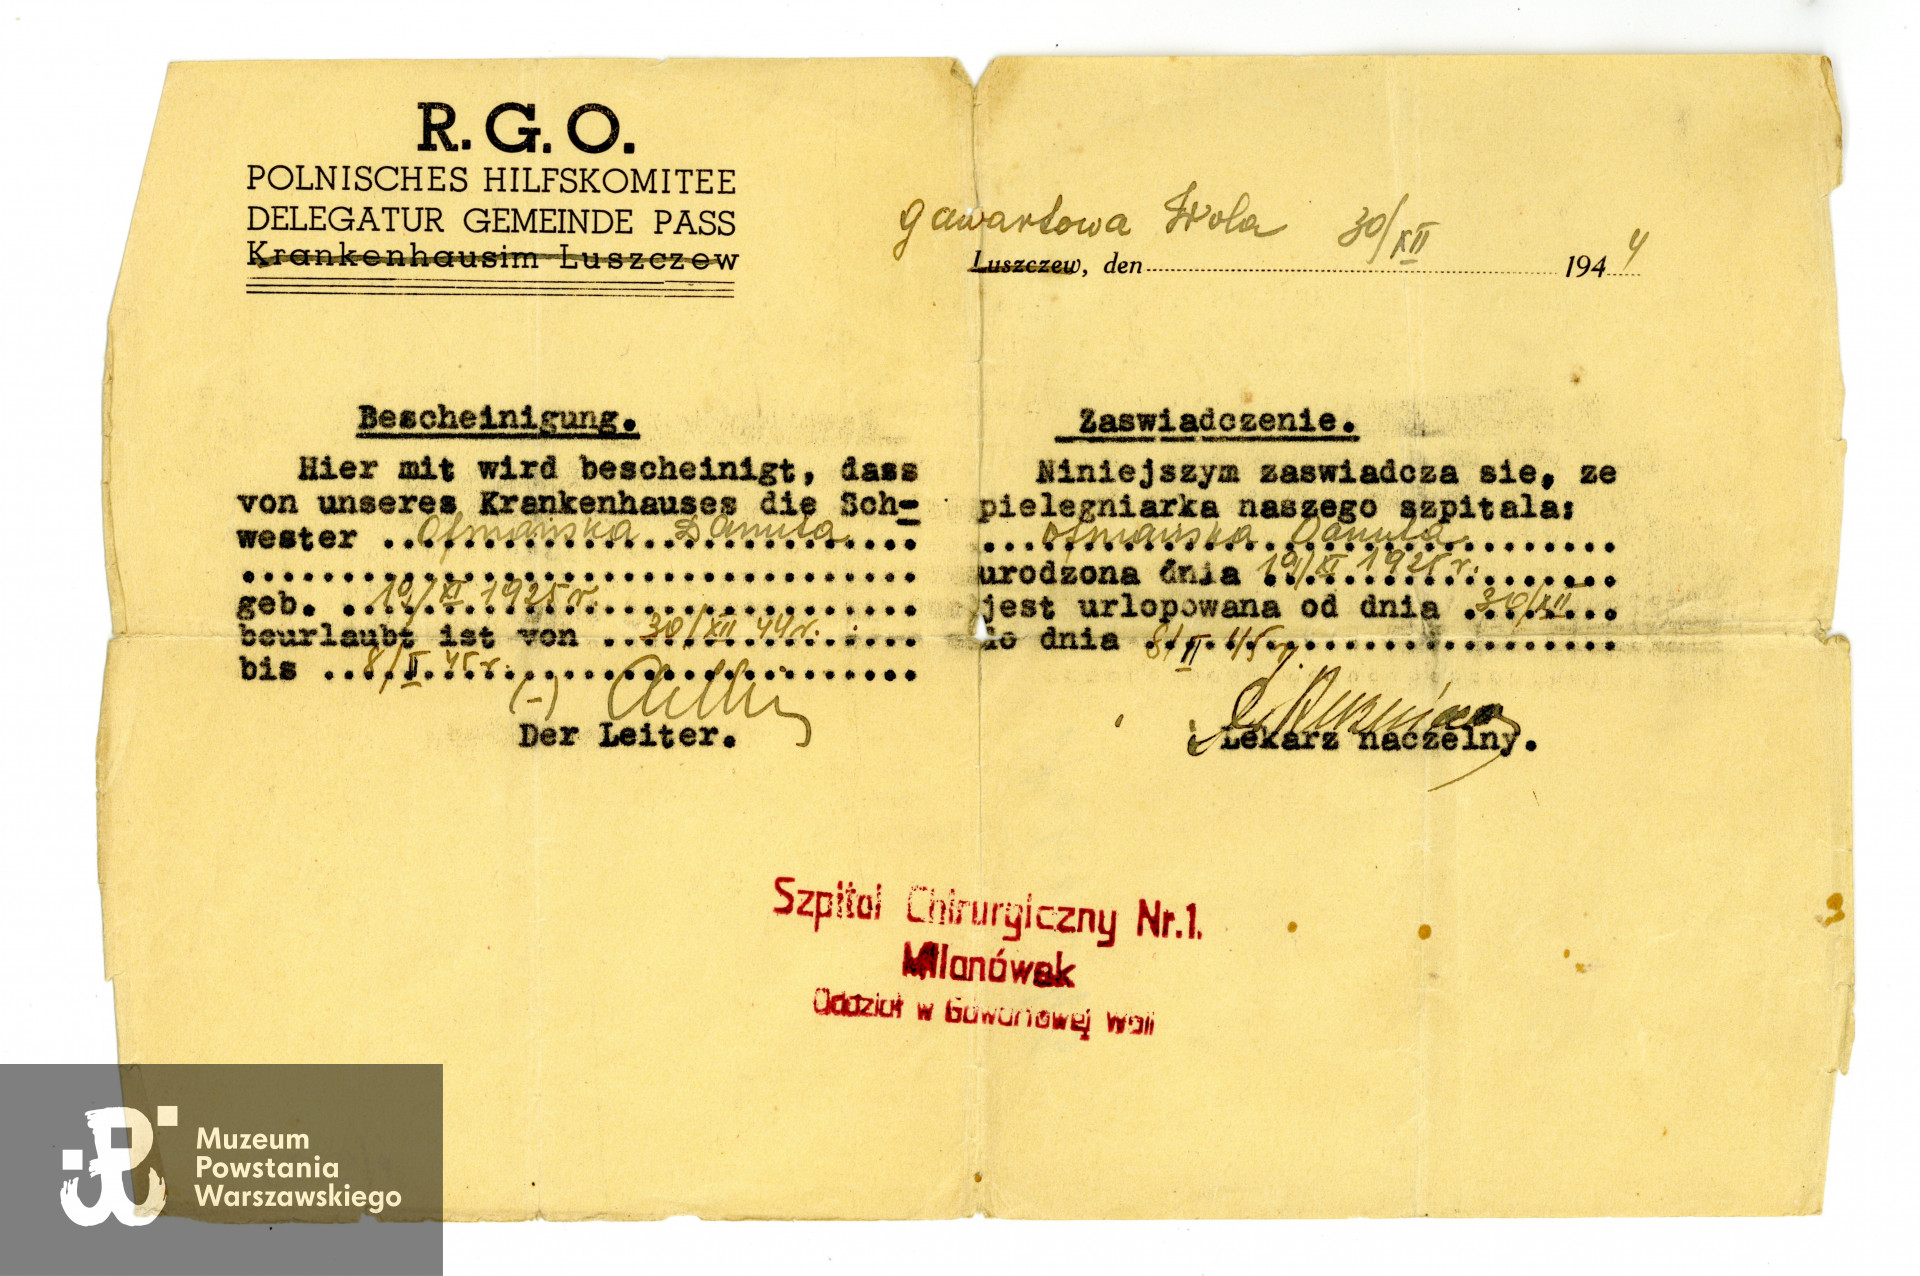 R.G.O.
POLNISCHES HILFSKOMITEE
DELEGATUR GEMEINDE PASS
Krankenhausim Luszczew
Gawartowa Wola 30/XII
Luszczew, den 1944
Bescheinigung.
Hier mit wird bescheinigt, dass
von unseres Krankenhauses die Sch-
wester Ofmańska Danuta
geb. 19/XI 1925 r.
beurlaubt ist von 30/XII 44 r.
bis 8/II 45 r.
(-)
Der Leiter.
Zaswiadczenie.
Niniejszym zaswiadcza sie, ze
pielegniarka naszego szpitala:
Ofmańska Danuta
urodzona dnia 19/XI 1925 r.
jest urlopowana od dnia 30/XII
do dnia 8/II 45 r.
Lekarz naczelny.
Szpital Chirurgiczny Nr.1.
Milanówek
Oddział w Gawartowej Woli
Muzeum
Powstania
Warszawskiego